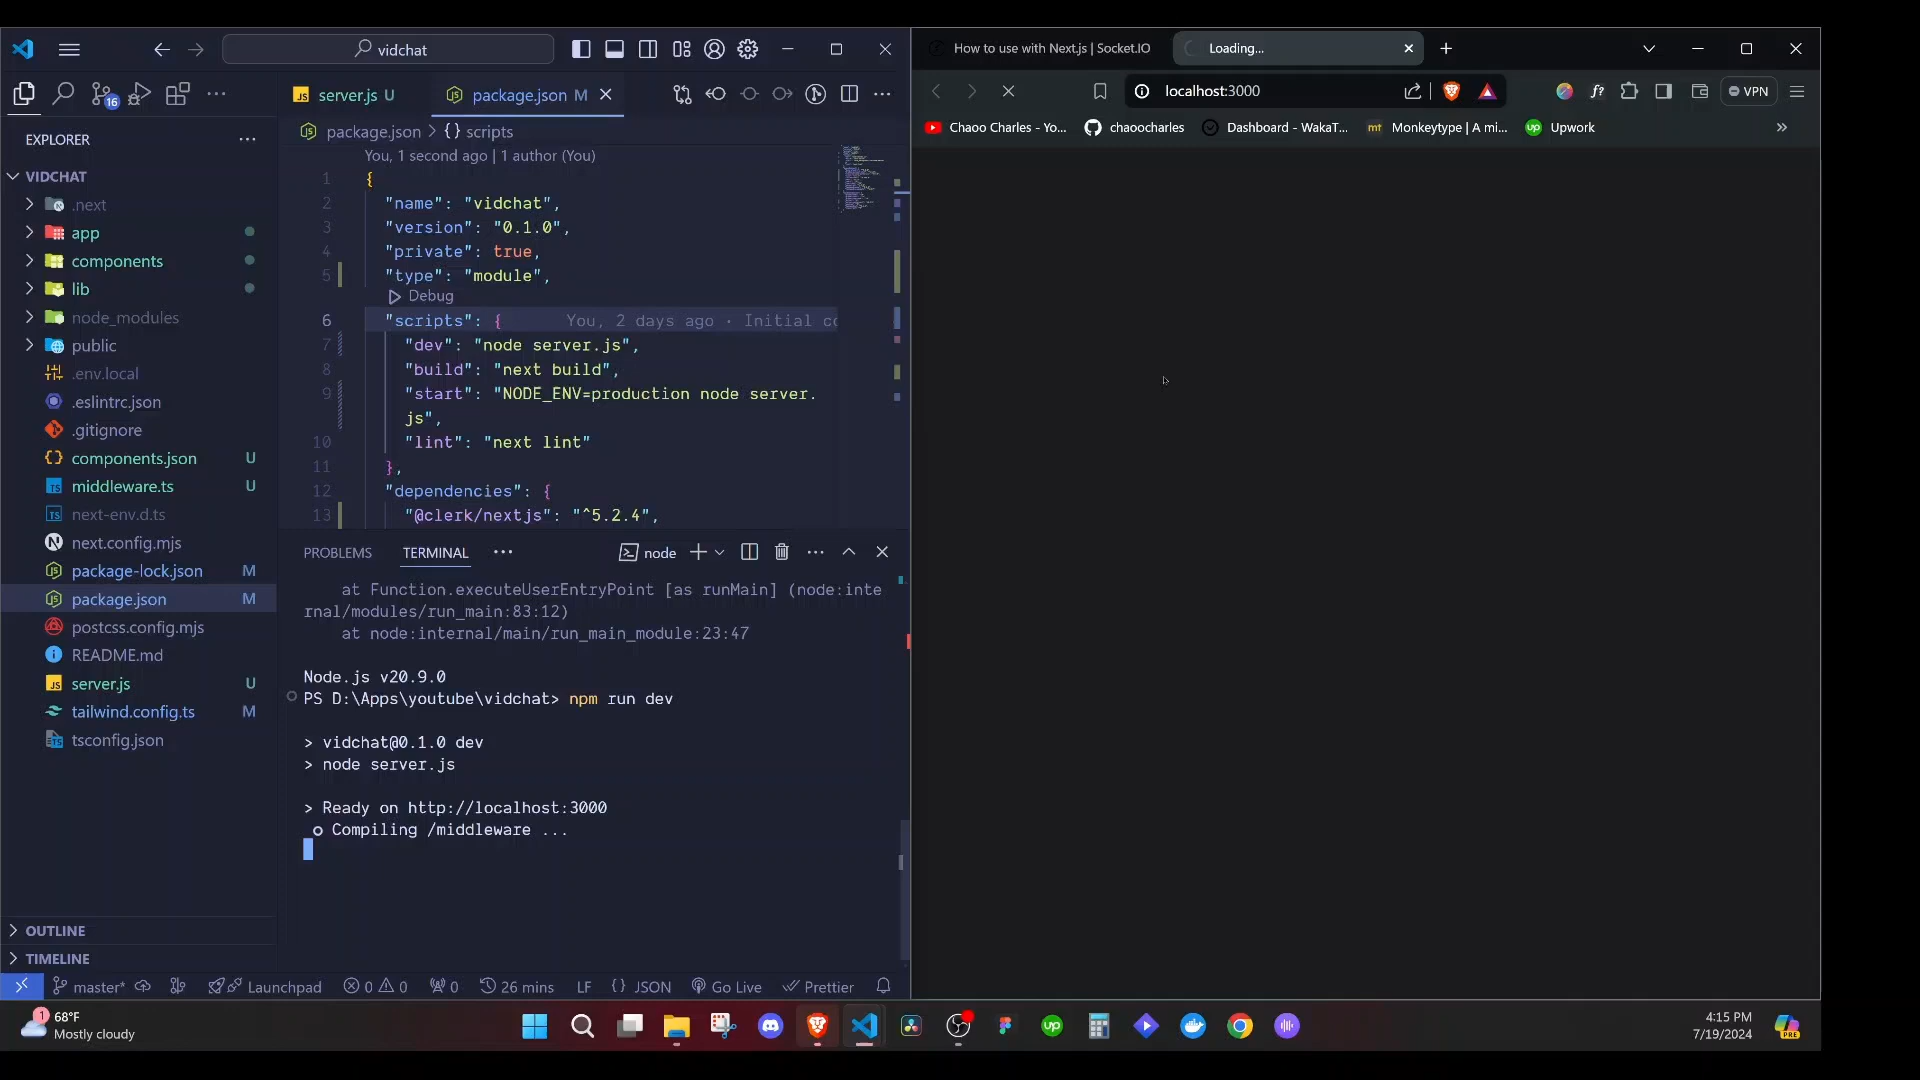 vidchat
server.js U
package.json M
package.json > {} scripts
You, 1 second ago | 1 author (You)
1 {
2 "name": "vidchat",
3 "version": "0.1.0",
4 "private": true,
5 "type": "module",
Debug
6 "scripts": { You, 2 days ago · Initial co
7 "dev": "node server.js",
8 "build": "next build",
9 "start": "NODE_ENV=production node server.
js",
10 "lint": "next lint"
11 },
12 "dependencies": {
13 "@clerk/nextjs": "^5.2.4",
EXPLORER
VIDCHAT
.next
app
components
lib
node_modules
public
.env.local
.eslintrc.json
.gitignore
components.json U
middleware.ts U
next-env.d.ts
next.config.mjs
package-lock.json M
package.json M
postcss.config.mjs
README.md
server.js U
tailwind.config.ts M
tsconfig.json
OUTLINE
TIMELINE
16
PROBLEMS TERMINAL
node
at Function.executeUserEntryPoint [as runMain] (node:inte
rnal/modules/run_main:83:12)
at node:internal/main/run_main_module:23:47
Node.js v20.9.0
PS D:\Apps\youtube\vidchat> npm run dev
> vidchat@0.1.0 dev
> node server.js
> Ready on http://localhost:3000
○ Compiling /middleware ...
master* Launchpad 0 0 0 26 mins LF {} JSON Go Live Prettier
How to use with Next.js | Socket.IO
Loading...
localhost:3000
f?
VPN
Chaoo Charles - Yo...
chaoocharles
Dashboard - WakaT...
mt Monkeytype | A mi...
up Upwork
1
68°F
Mostly cloudy
up
4:15 PM
7/19/2024
PRE